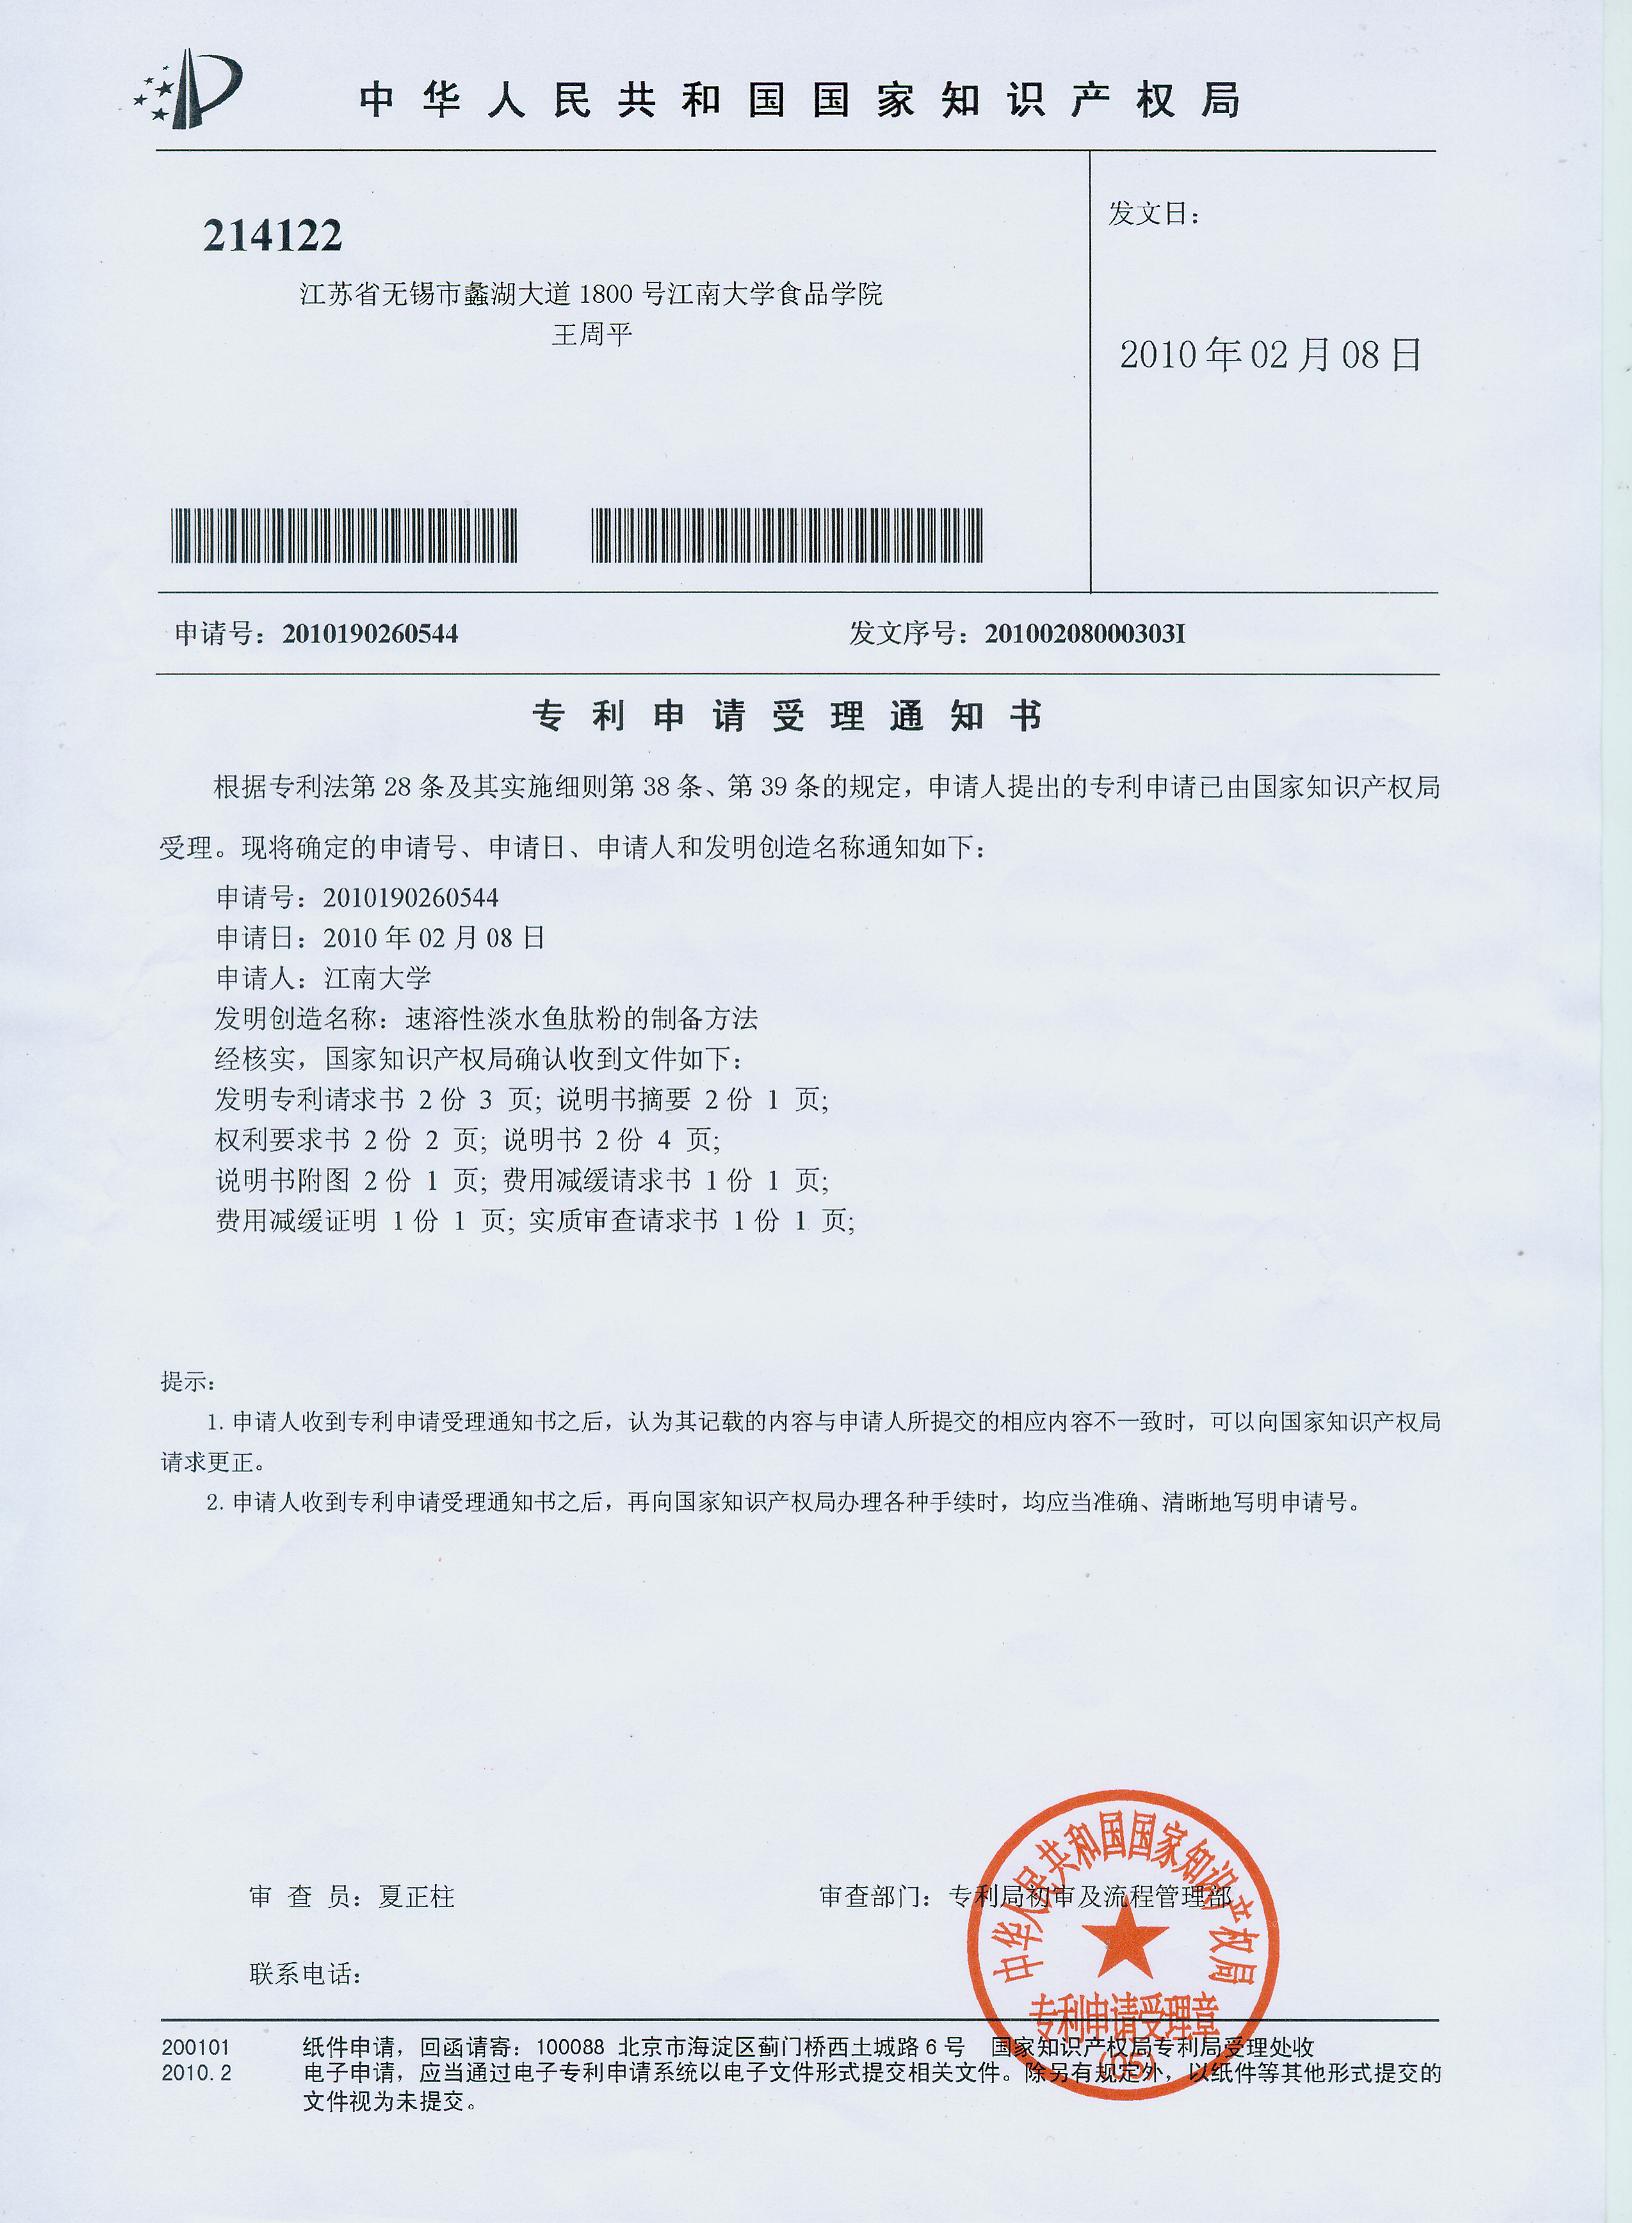 中华人民共和国国家知识产权局
214122
江苏省无锡市蠡湖大道 1800 号江南大学食品学院
王周平
发文日：
2010 年 02 月 08 日
申请号：2010190260544
发文序号：20100208000303I
专利申请受理通知书
根据专利法第 28 条及其实施细则第 38 条、第 39 条的规定，申请人提出的专利申请已由国家知识产权局
受理。现将确定的申请号、申请日、申请人和发明创造名称通知如下：
申请号：2010190260544
申请日：2010 年 02 月 08 日
申请人：江南大学
发明创造名称：速溶性淡水鱼肽粉的制备方法
经核实，国家知识产权局确认收到文件如下：
发明专利请求书 2 份 3 页; 说明书摘要 2 份 1 页;
权利要求书 2 份 2 页; 说明书 2 份 4 页;
说明书附图 2 份 1 页; 费用减缓请求书 1 份 1 页;
费用减缓证明 1 份 1 页; 实质审查请求书 1 份 1 页;
提示：
1. 申请人收到专利申请受理通知书之后，认为其记载的内容与申请人所提交的相应内容不一致时，可以向国家知识产权局
请求更正。
2. 申请人收到专利申请受理通知书之后，再向国家知识产权局办理各种手续时，均应当准确、清晰地写明申请号。
审 查 员：夏正柱
审查部门：专利局初审及流程管理部
联系电话：
中华人民共和国国家知识产权局
专利申请受理章
(05)
200101
2010.2
纸件申请，回函请寄：100088 北京市海淀区蓟门桥西土城路 6 号 国家知识产权局专利局受理处收
电子申请，应当通过电子专利申请系统以电子文件形式提交相关文件。除另有规定外，以纸件等其他形式提交的
文件视为未提交。